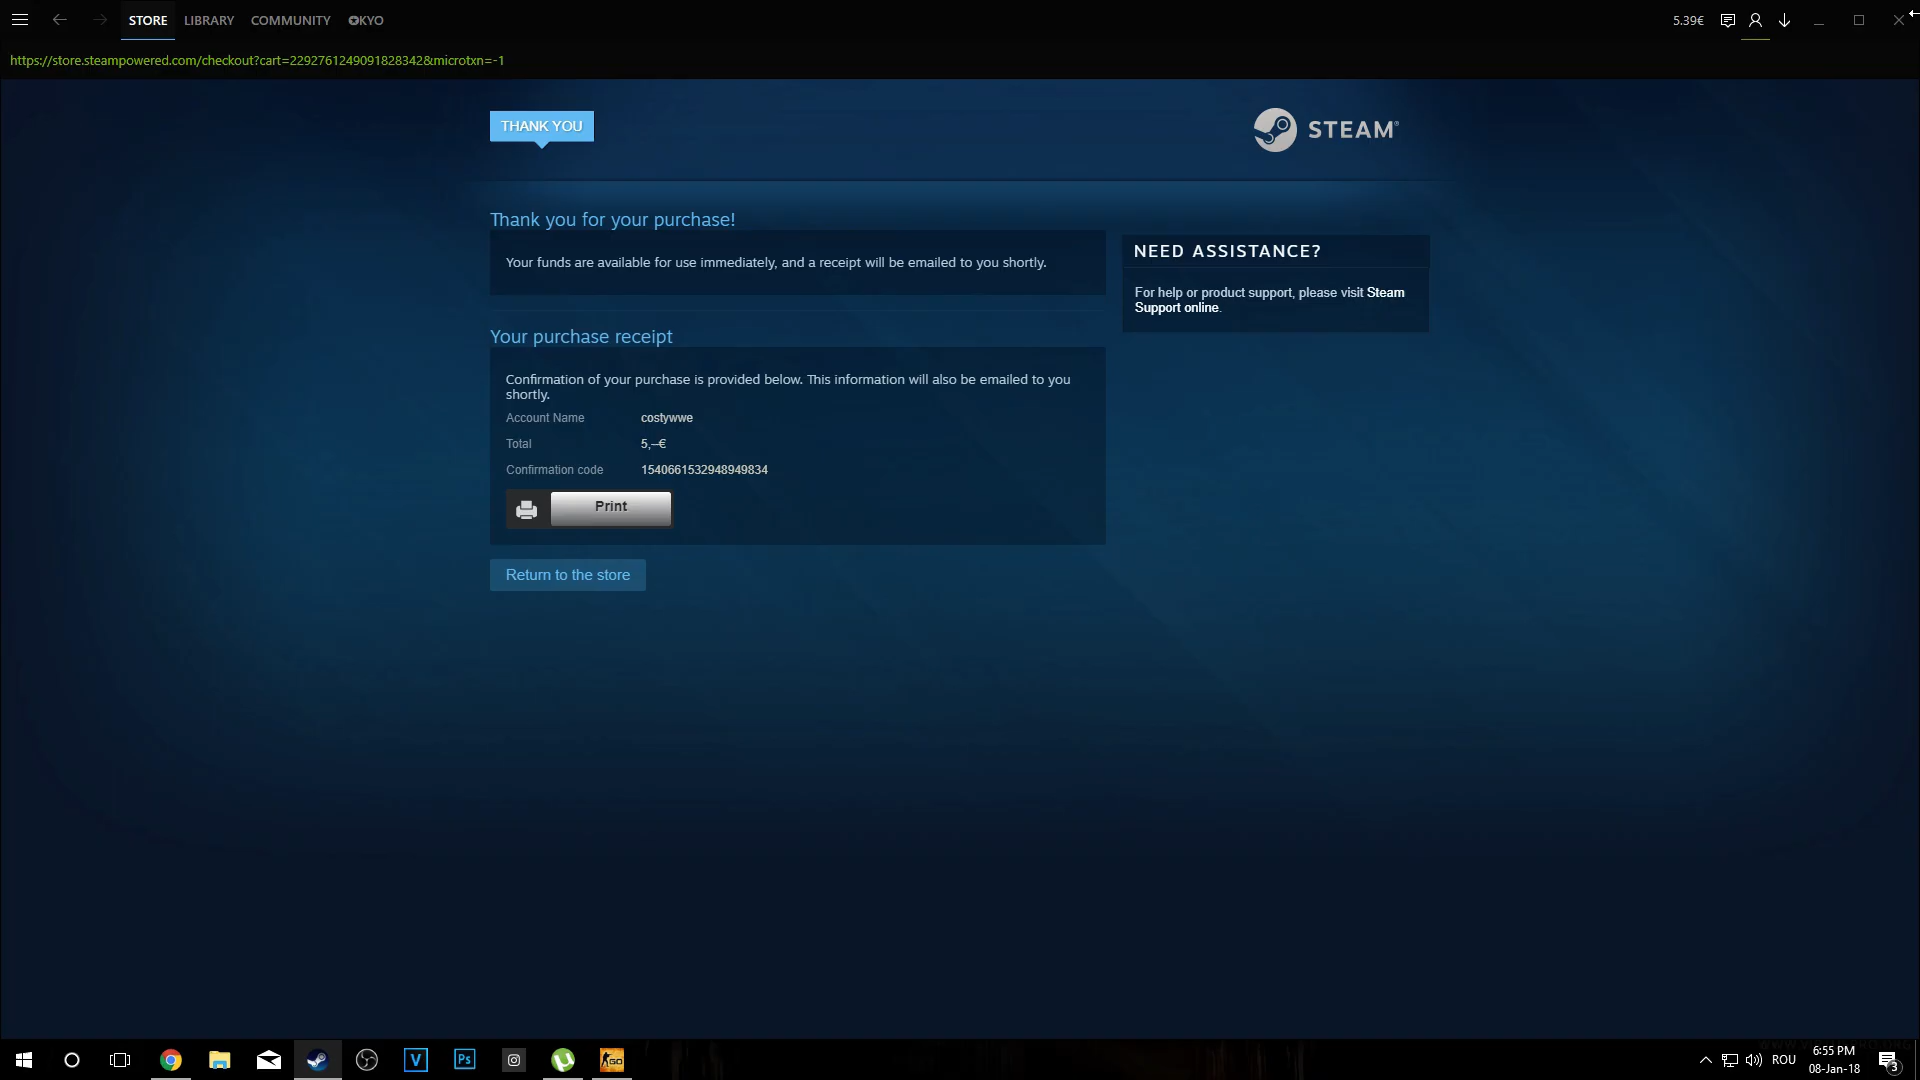 STORE LIBRARY COMMUNITY ✪KYO 5.39€
https://store.steampowered.com/checkout?cart=2292761249091828342&microtxn=-1
THANK YOU
STEAM®
Thank you for your purchase!
Your funds are available for use immediately, and a receipt will be emailed to you shortly.
NEED ASSISTANCE?
For help or product support, please visit Steam
Support online.
Your purchase receipt
Confirmation of your purchase is provided below. This information will also be emailed to you
shortly.
Account Name costywwe
Total 5,--€
Confirmation code 1540661532948949834
Print
Return to the store
V Ps GO ROU 6:55 PM
08-Jan-18 3